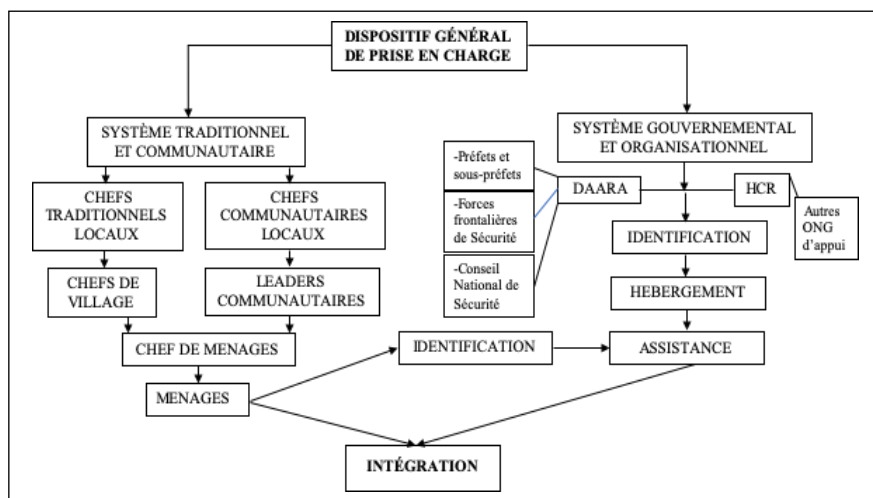 DISPOSITIF GÉNÉRAL
DE PRISE EN CHARGE
SYSTÈME TRADITIONNEL
ET COMMUNAUTAIRE
SYSTÈME GOUVERNEMENTAL
ET ORGANISATIONNEL
CHEFS
TRADITIONNELS
LOCAUX
CHEFS
COMMUNAUTAIRES
LOCAUX
-Préfets et
sous-préfets
-Forces
frontalières
de Sécurité
-Conseil
National de
Sécurité
DAARA
HCR
Autres
ONG
d'appui
CHEFS DE
VILLAGE
LEADERS
COMMUNAUTAIRES
IDENTIFICATION
HEBERGEMENT
CHEF DE MENAGES
IDENTIFICATION
ASSISTANCE
MENAGES
INTÉGRATION